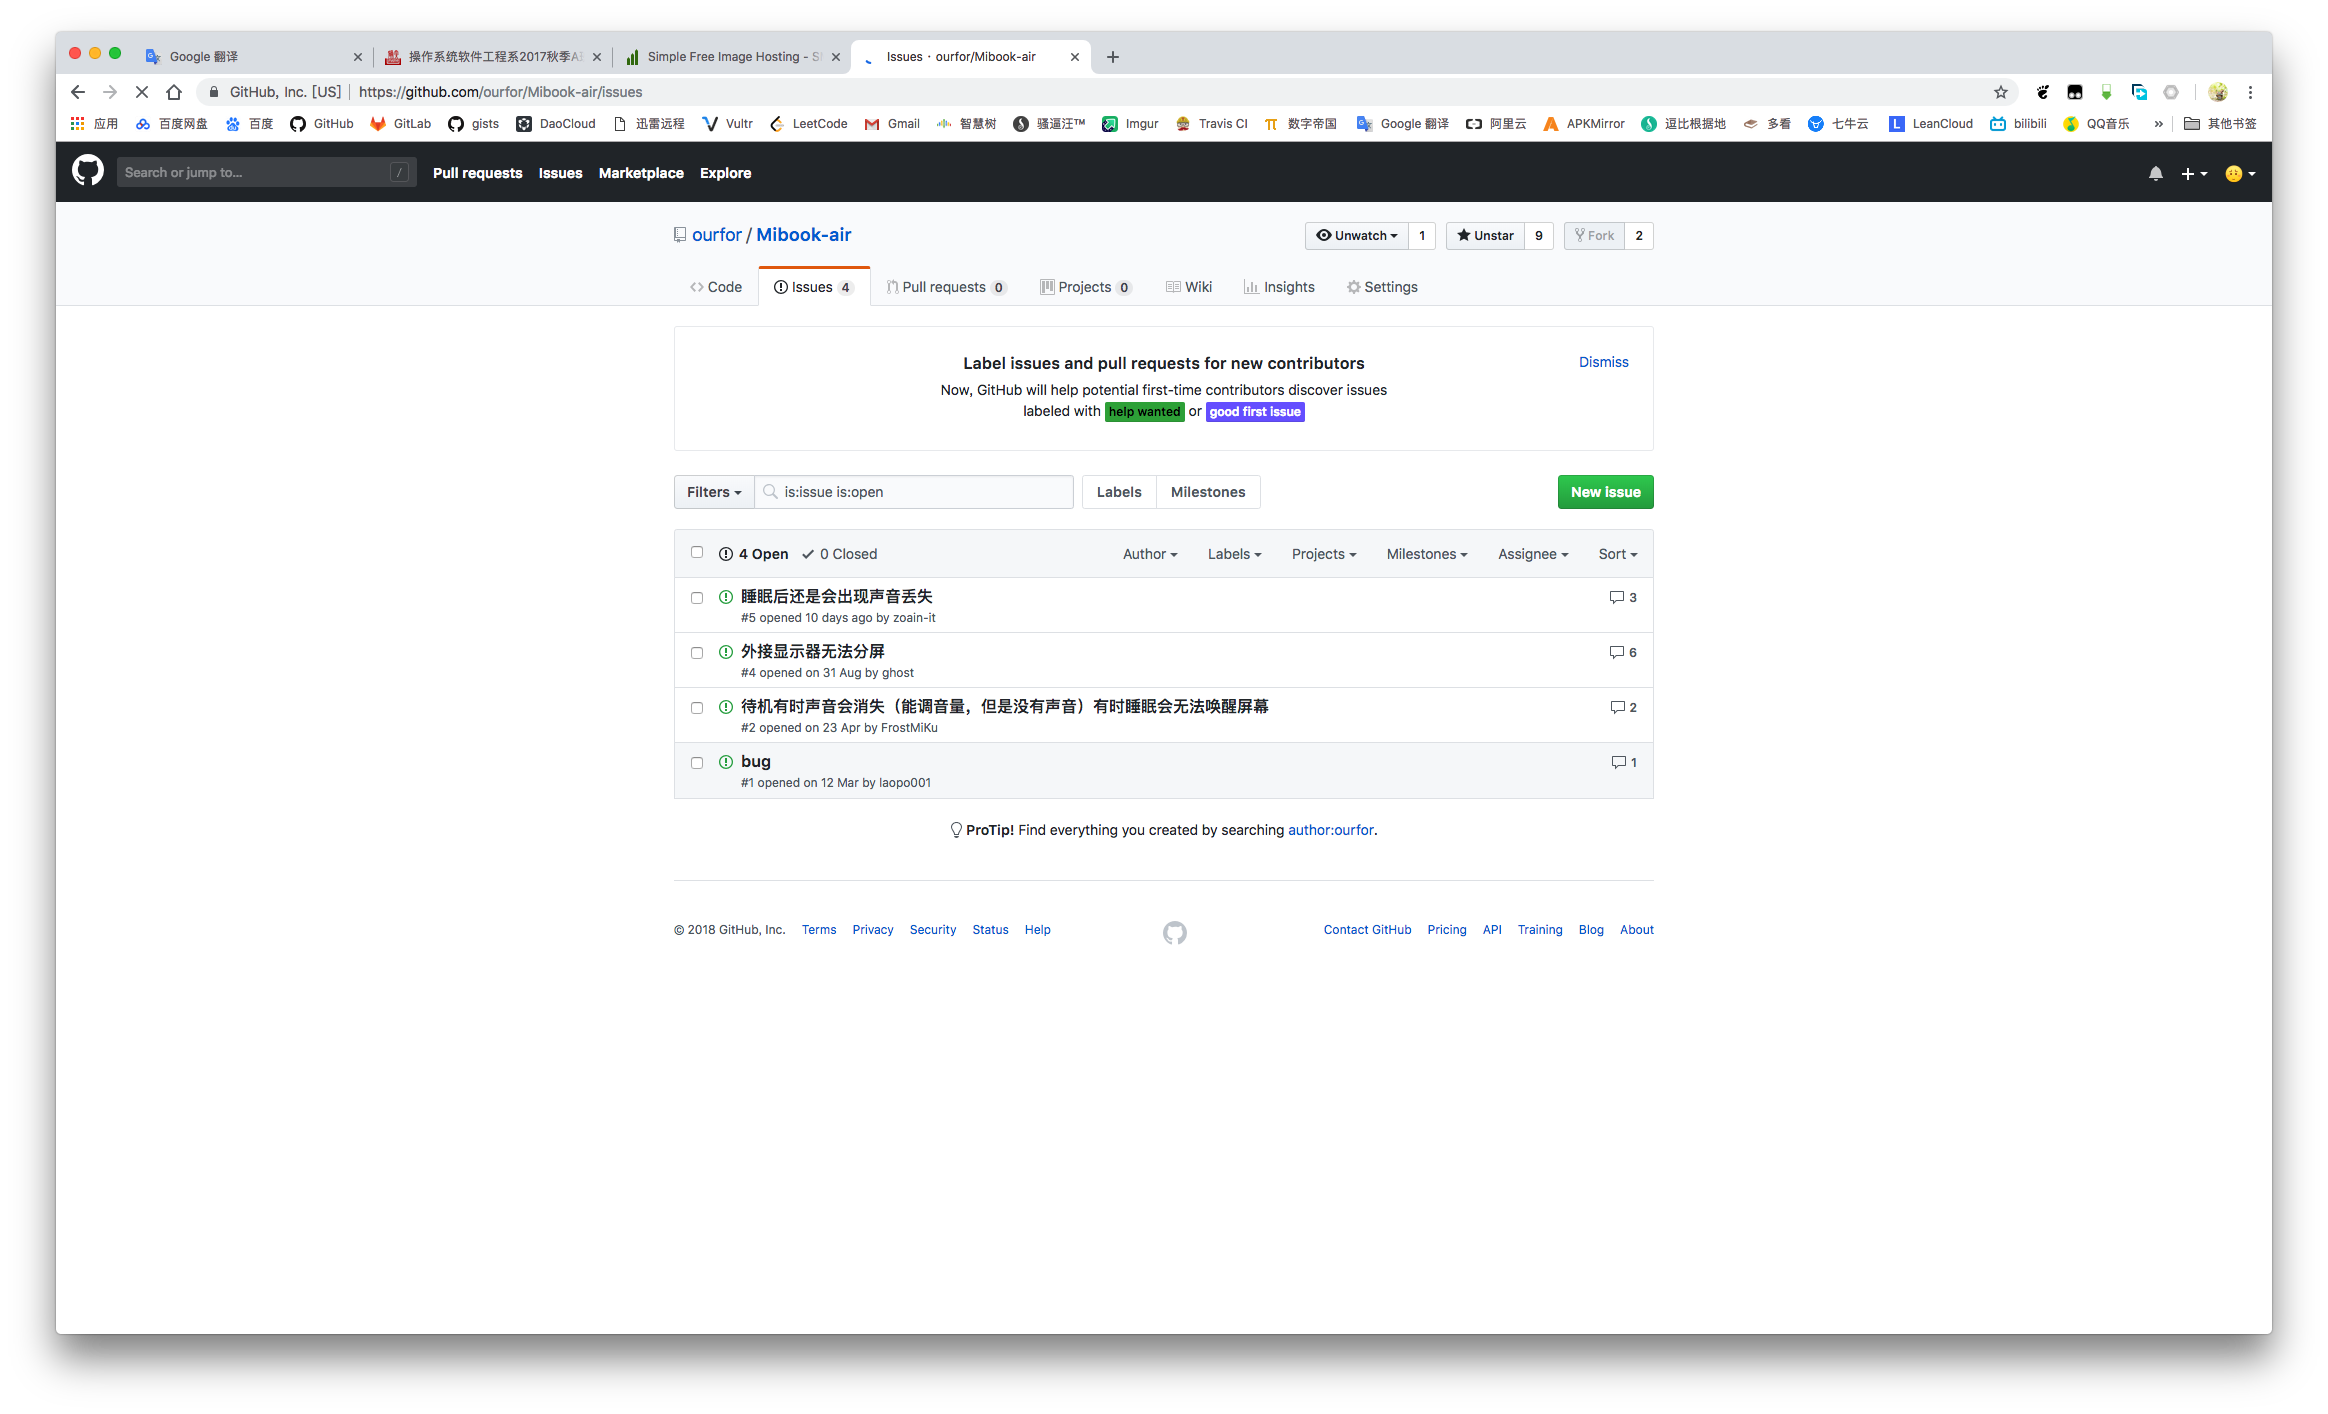 Google 翻译
操作系统软件工程系2017秋季A
Simple Free Image Hosting - S
Issues · ourfor/Mibook-air
GitHub, Inc. [US] | https://github.com/ourfor/Mibook-air/issues
应用 百度网盘 百度 GitHub GitLab gists DaoCloud 迅雷远程 Vultr LeetCode Gmail 智慧树 骚逼汪™ Imgur Travis CI 数字帝国 Google 翻译 阿里云 APKMirror 逗比根据地 多看 七牛云 LeanCloud bilibili QQ音乐 » 其他书签
Search or jump to... / Pull requests Issues Marketplace Explore
ourfor / Mibook-air Unwatch 1 Unstar 9 Fork 2
Code Issues 4 Pull requests 0 Projects 0 Wiki Insights Settings
Label issues and pull requests for new contributors Dismiss
Now, GitHub will help potential first-time contributors discover issues
labeled with help wanted or good first issue
Filters is:issue is:open Labels Milestones New issue
4 Open 0 Closed Author Labels Projects Milestones Assignee Sort
睡眠后还是会出现声音丢失 3
#5 opened 10 days ago by zoain-it
外接显示器无法分屏 6
#4 opened on 31 Aug by ghost
待机有时声音会消失（能调音量，但是没有声音）有时睡眠会无法唤醒屏幕 2
#2 opened on 23 Apr by FrostMiKu
bug 1
#1 opened on 12 Mar by laopo001
ProTip! Find everything you created by searching author:ourfor.
© 2018 GitHub, Inc. Terms Privacy Security Status Help Contact GitHub Pricing API Training Blog About